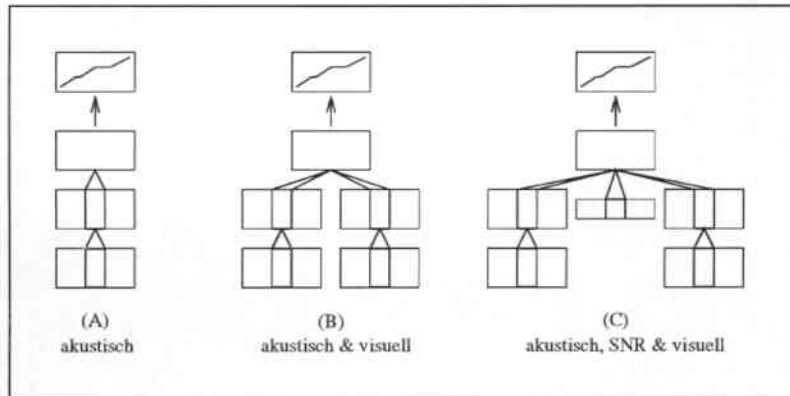 (A)
akustisch
(B)
akustisch & visuell
(C)
akustisch, SNR & visuell